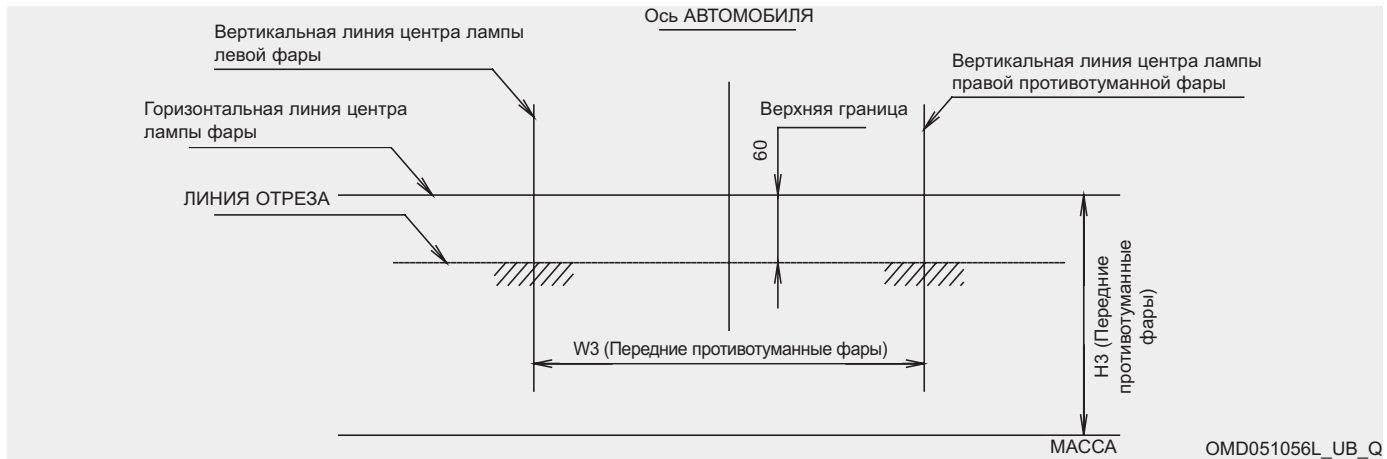 Ось АВТОМОБИЛЯ
Вертикальная линия центра лампы
левой фары
Вертикальная линия центра лампы
правой противотуманной фары
Горизонтальная линия центра
лампы фары
Верхняя граница
60
ЛИНИЯ ОТРЕЗА
W3 (Передние противотуманные фары)
H3 (Передние
противотуманные
фары)
МАССА
OMD051056L_UB_Q